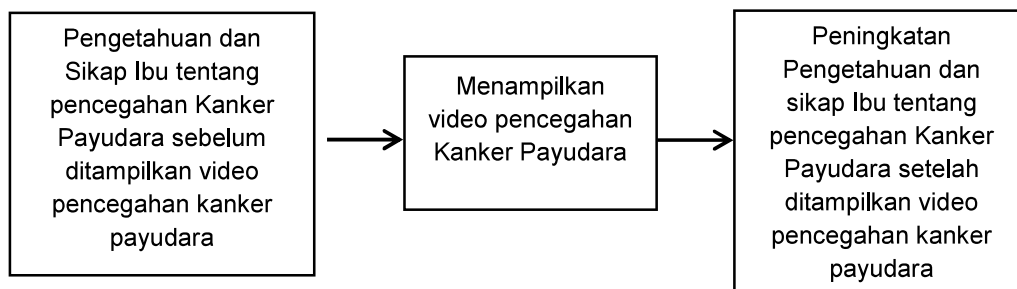 Pengetahuan dan
Sikap Ibu tentang
pencegahan Kanker
Payudara sebelum
ditampilkan video
pencegahan kanker
payudara
Menampilkan
video pencegahan
Kanker Payudara
Peningkatan
Pengetahuan dan
sikap Ibu tentang
pencegahan Kanker
Payudara setelah
ditampilkan video
pencegahan kanker
payudara